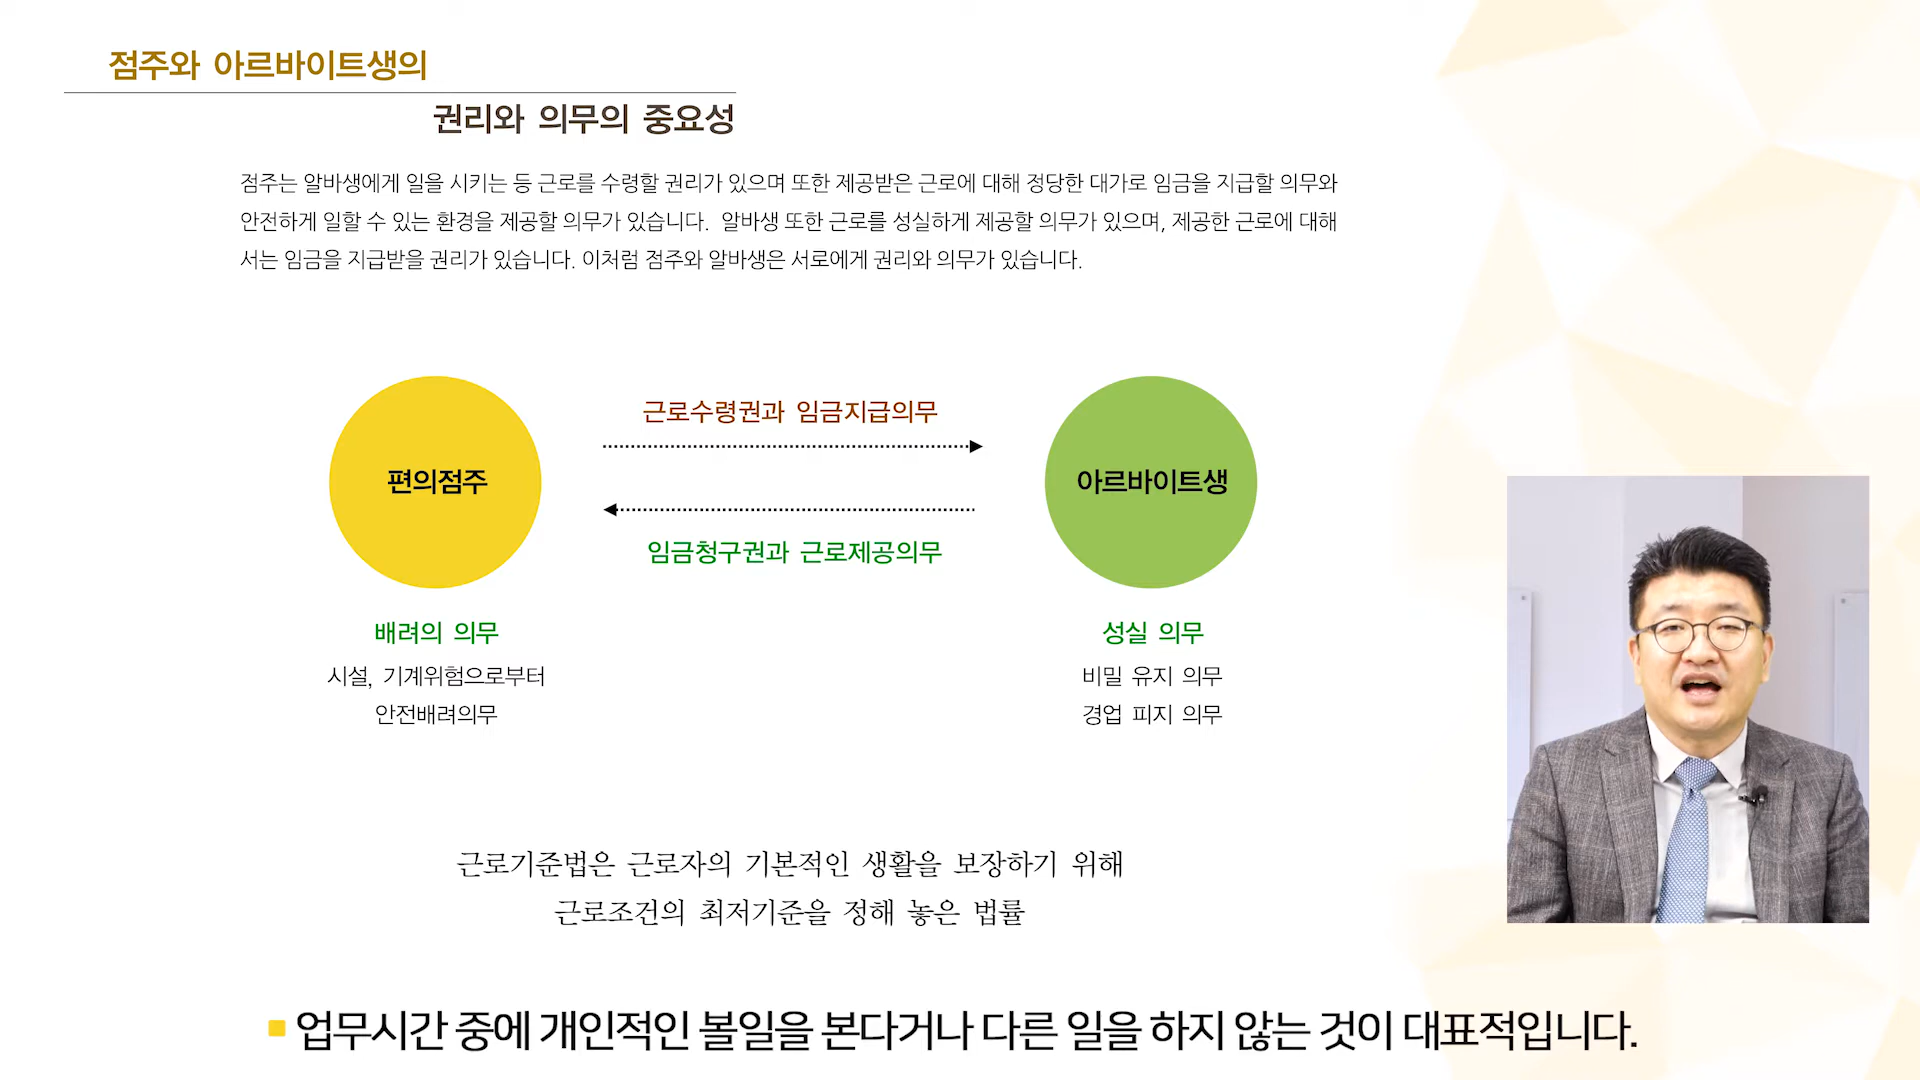 점주와 아르바이트생의
권리와 의무의 중요성
점주는 알바생에게 일을 시키는 등 근로를 수령할 권리가 있으며 또한 제공받은 근로에 대해 정당한 대가로 임금을 지급할 의무와
안전하게 일할 수 있는 환경을 제공할 의무가 있습니다. 알바생 또한 근로를 성실하게 제공할 의무가 있으며, 제공한 근로에 대해
서는 임금을 지급받을 권리가 있습니다. 이처럼 점주와 알바생은 서로에게 권리와 의무가 있습니다.
근로수령권과 임금지급의무
편의점주
아르바이트생
임금청구권과 근로제공의무
배려의 의무
시설, 기계위험으로부터
안전배려의무
성실 의무
비밀 유지 의무
경업 피지 의무
근로기준법은 근로자의 기본적인 생활을 보장하기 위해
근로조건의 최저기준을 정해 놓은 법률
업무시간 중에 개인적인 볼일을 본다거나 다른 일을 하지 않는 것이 대표적입니다.